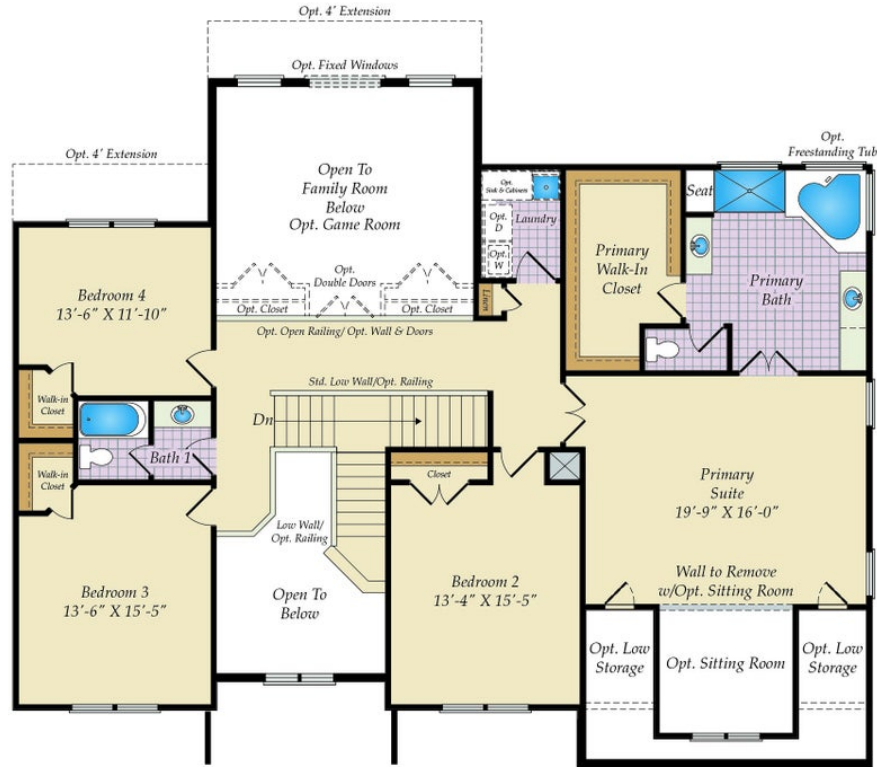 Opt. 4' Extension
Opt. Fixed Windows
Opt. 4' Extension
Open To
Family Room
Below
Opt. Game Room
Opt.
Double Doors
Opt. Closet
Opt. Closet
Opt. Open Railing/ Opt. Wall & Doors
Opt.
Sink & Cabinets
Opt.
D
Laundry
Opt.
W
Linen
Primary
Walk-In
Closet
Seat
Opt.
Freestanding Tub
Primary
Bath
Bedroom 4
13'-6" X 11'-10"
Walk-in
Closet
Bath 1
Walk-in
Closet
Std. Low Wall/Opt. Railing
Dn
Closet
Low Wall/
Opt. Railing
Open To
Below
Bedroom 3
13'-6" X 15'-5"
Bedroom 2
13'-4" X 15'-5"
Primary
Suite
19'-9" X 16'-0"
Wall to Remove
w/Opt. Sitting Room
Opt. Low
Storage
Opt. Sitting Room
Opt. Low
Storage